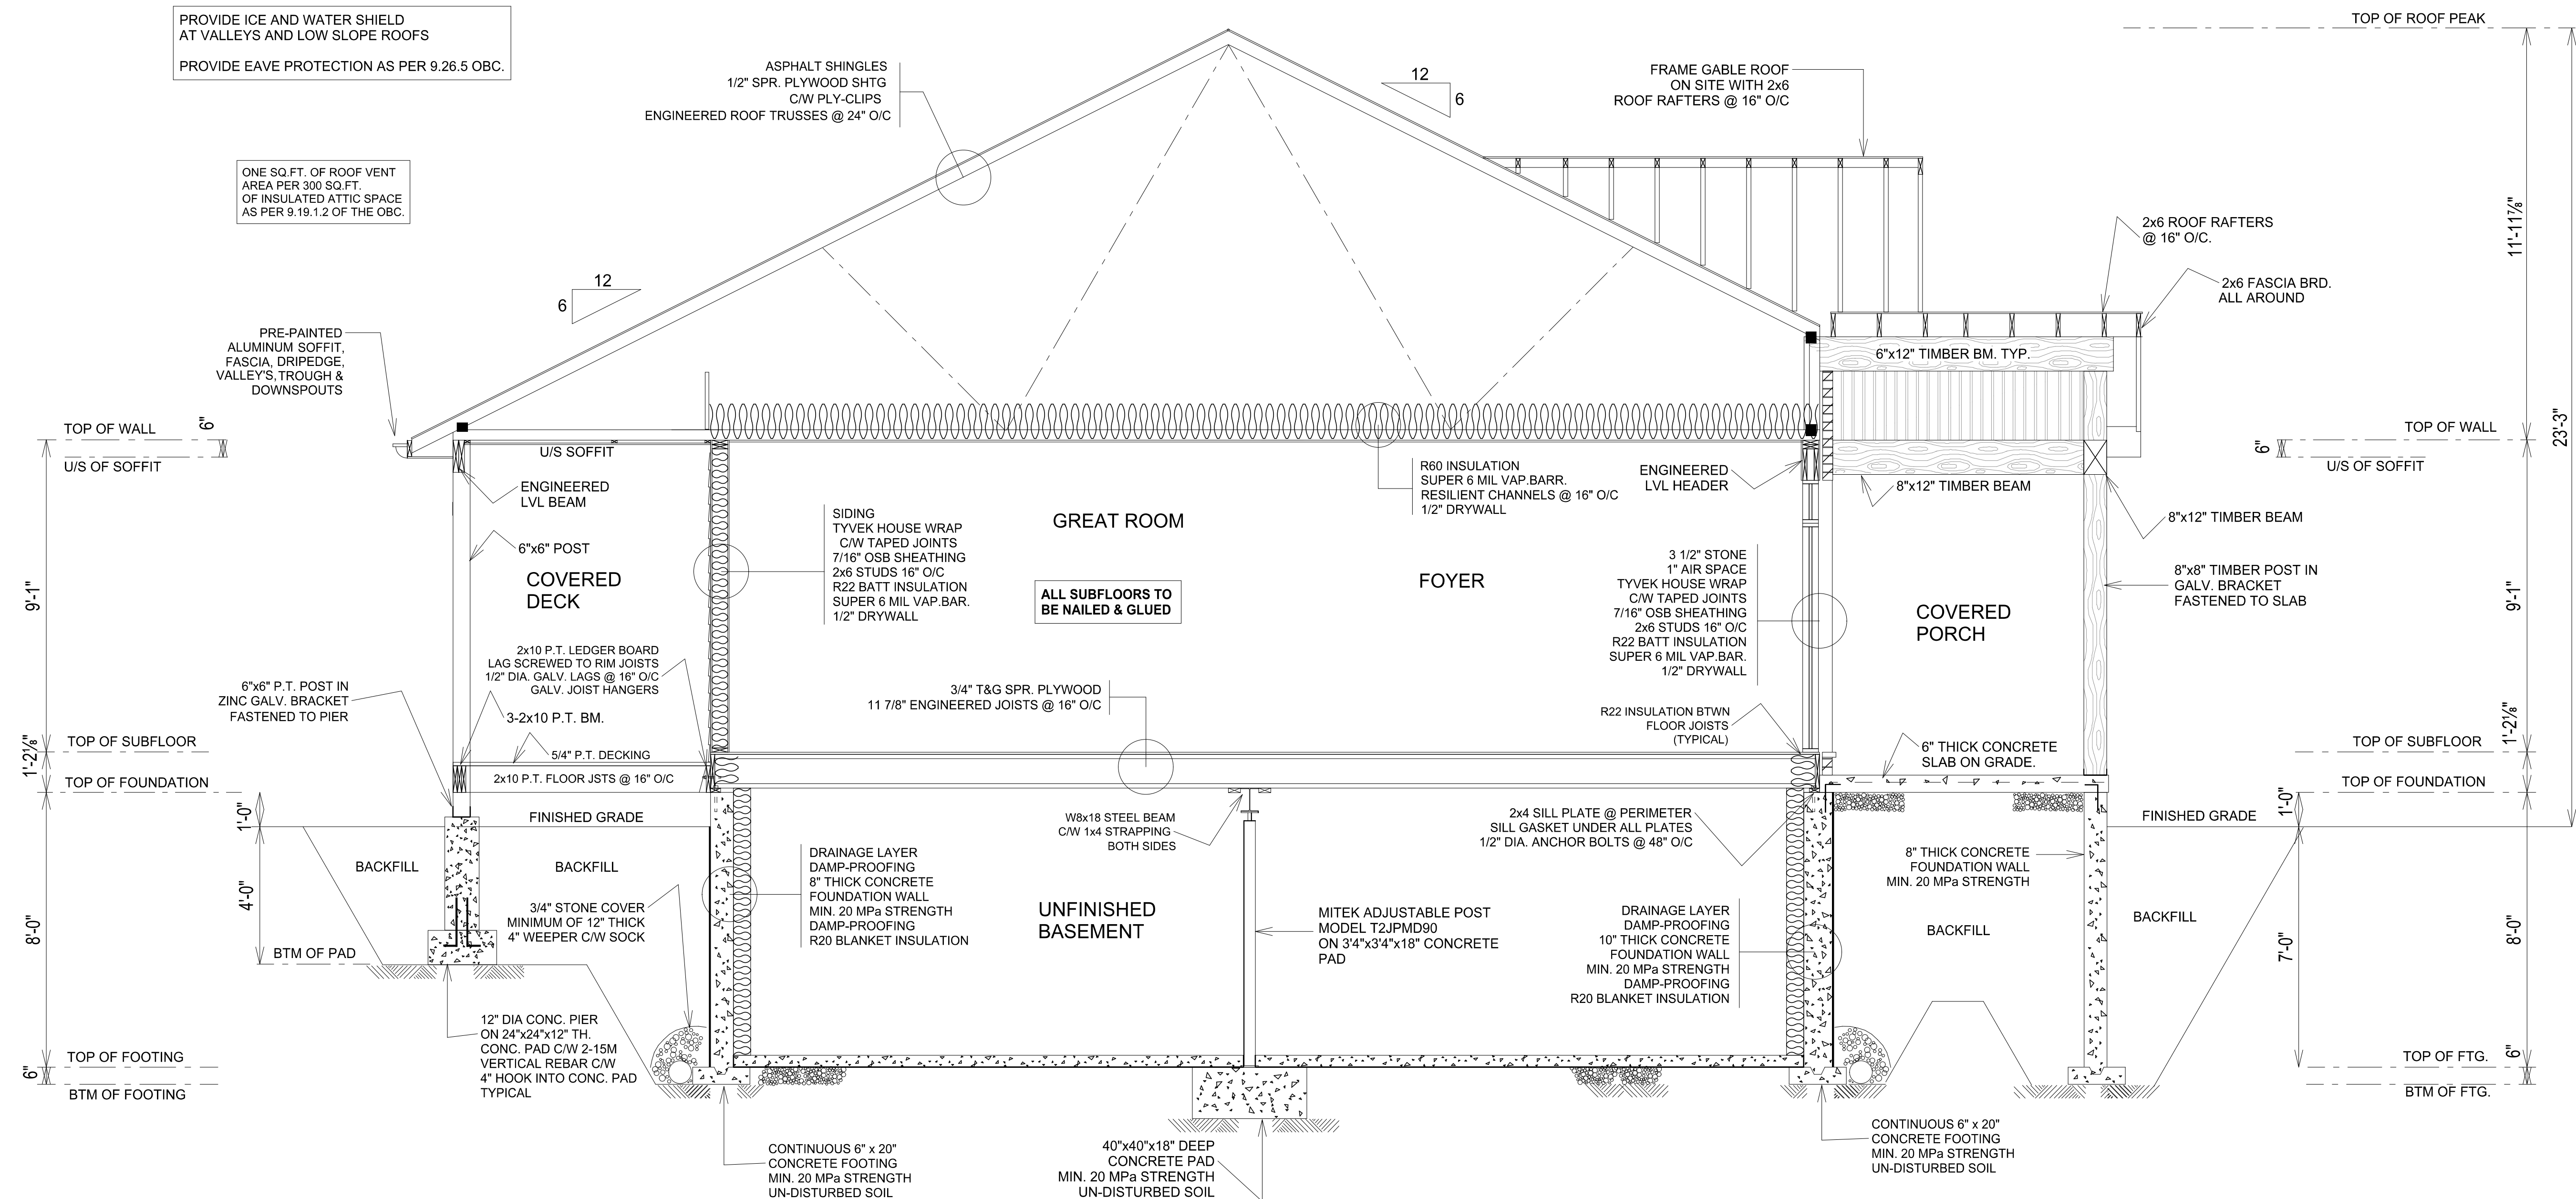 PROVIDE ICE AND WATER SHIELD
AT VALLEYS AND LOW SLOPE ROOFS
PROVIDE EAVE PROTECTION AS PER 9.26.5 OBC.
ONE SQ.FT. OF ROOF VENT
AREA PER 300 SQ.FT.
OF INSULATED ATTIC SPACE
AS PER 9.19.1.2 OF THE OBC.
ASPHALT SHINGLES
1/2" SPR. PLYWOOD SHTG
C/W PLY-CLIPS
ENGINEERED ROOF TRUSSES @ 24" O/C
12
6
12
6
FRAME GABLE ROOF
ON SITE WITH 2x6
ROOF RAFTERS @ 16" O/C
TOP OF ROOF PEAK
11'-11⅞"
23'-3"
2x6 ROOF RAFTERS
@ 16" O/C.
2x6 FASCIA BRD.
ALL AROUND
6"x12" TIMBER BM. TYP.
PRE-PAINTED
ALUMINUM SOFFIT,
FASCIA, DRIPEDGE,
VALLEY'S,TROUGH &
DOWNSPOUTS
TOP OF WALL
6"
U/S OF SOFFIT
9'-1"
U/S SOFFIT
ENGINEERED
LVL BEAM
6"x6" POST
COVERED
DECK
SIDING
TYVEK HOUSE WRAP
C/W TAPED JOINTS
7/16" OSB SHEATHING
2x6 STUDS 16" O/C
R22 BATT INSULATION
SUPER 6 MIL VAP.BAR.
1/2" DRYWALL
GREAT ROOM
ALL SUBFLOORS TO
BE NAILED & GLUED
R60 INSULATION
SUPER 6 MIL VAP.BARR.
RESILIENT CHANNELS @ 16" O/C
1/2" DRYWALL
FOYER
ENGINEERED
LVL HEADER
3 1/2" STONE
1" AIR SPACE
TYVEK HOUSE WRAP
C/W TAPED JOINTS
7/16" OSB SHEATHING
2x6 STUDS 16" O/C
R22 BATT INSULATION
SUPER 6 MIL VAP.BAR.
1/2" DRYWALL
8"x12" TIMBER BEAM
8"x12" TIMBER BEAM
COVERED
PORCH
8"x8" TIMBER POST IN
GALV. BRACKET
FASTENED TO SLAB
TOP OF WALL
6"
U/S OF SOFFIT
9'-1"
2x10 P.T. LEDGER BOARD
LAG SCREWED TO RIM JOISTS
1/2" DIA. GALV. LAGS @ 16" O/C
GALV. JOIST HANGERS
6"x6" P.T. POST IN
ZINC GALV. BRACKET
FASTENED TO PIER
3-2x10 P.T. BM.
5/4" P.T. DECKING
2x10 P.T. FLOOR JSTS @ 16" O/C
3/4" T&G SPR. PLYWOOD
11 7/8" ENGINEERED JOISTS @ 16" O/C
R22 INSULATION BTWN
FLOOR JOISTS
(TYPICAL)
6" THICK CONCRETE
SLAB ON GRADE.
TOP OF SUBFLOOR
1'-2⅛"
TOP OF FOUNDATION
TOP OF SUBFLOOR
1'-2⅛"
TOP OF FOUNDATION
1'-0"
FINISHED GRADE
BACKFILL
BACKFILL
4'-0"
8'-0"
BTM OF PAD
3/4" STONE COVER
MINIMUM OF 12" THICK
4" WEEPER C/W SOCK
DRAINAGE LAYER
DAMP-PROOFING
8" THICK CONCRETE
FOUNDATION WALL
MIN. 20 MPa STRENGTH
DAMP-PROOFING
R20 BLANKET INSULATION
UNFINISHED
BASEMENT
W8x18 STEEL BEAM
C/W 1x4 STRAPPING
BOTH SIDES
MITEK ADJUSTABLE POST
MODEL T2JPMD90
ON 3'4"x3'4"x18" CONCRETE
PAD
2x4 SILL PLATE @ PERIMETER
SILL GASKET UNDER ALL PLATES
1/2" DIA. ANCHOR BOLTS @ 48" O/C
DRAINAGE LAYER
DAMP-PROOFING
10" THICK CONCRETE
FOUNDATION WALL
MIN. 20 MPa STRENGTH
DAMP-PROOFING
R20 BLANKET INSULATION
8" THICK CONCRETE
FOUNDATION WALL
MIN. 20 MPa STRENGTH
BACKFILL
BACKFILL
FINISHED GRADE
1'-0"
7'-0"
8'-0"
12" DIA CONC. PIER
ON 24"x24"x12" TH.
CONC. PAD C/W 2-15M
VERTICAL REBAR C/W
4" HOOK INTO CONC. PAD
TYPICAL
TOP OF FOOTING
6"
BTM OF FOOTING
TOP OF FTG.
6"
BTM OF FTG.
CONTINUOUS 6" x 20"
CONCRETE FOOTING
MIN. 20 MPa STRENGTH
UN-DISTURBED SOIL
40"x40"x18" DEEP
CONCRETE PAD
MIN. 20 MPa STRENGTH
UN-DISTURBED SOIL
CONTINUOUS 6" x 20"
CONCRETE FOOTING
MIN. 20 MPa STRENGTH
UN-DISTURBED SOIL